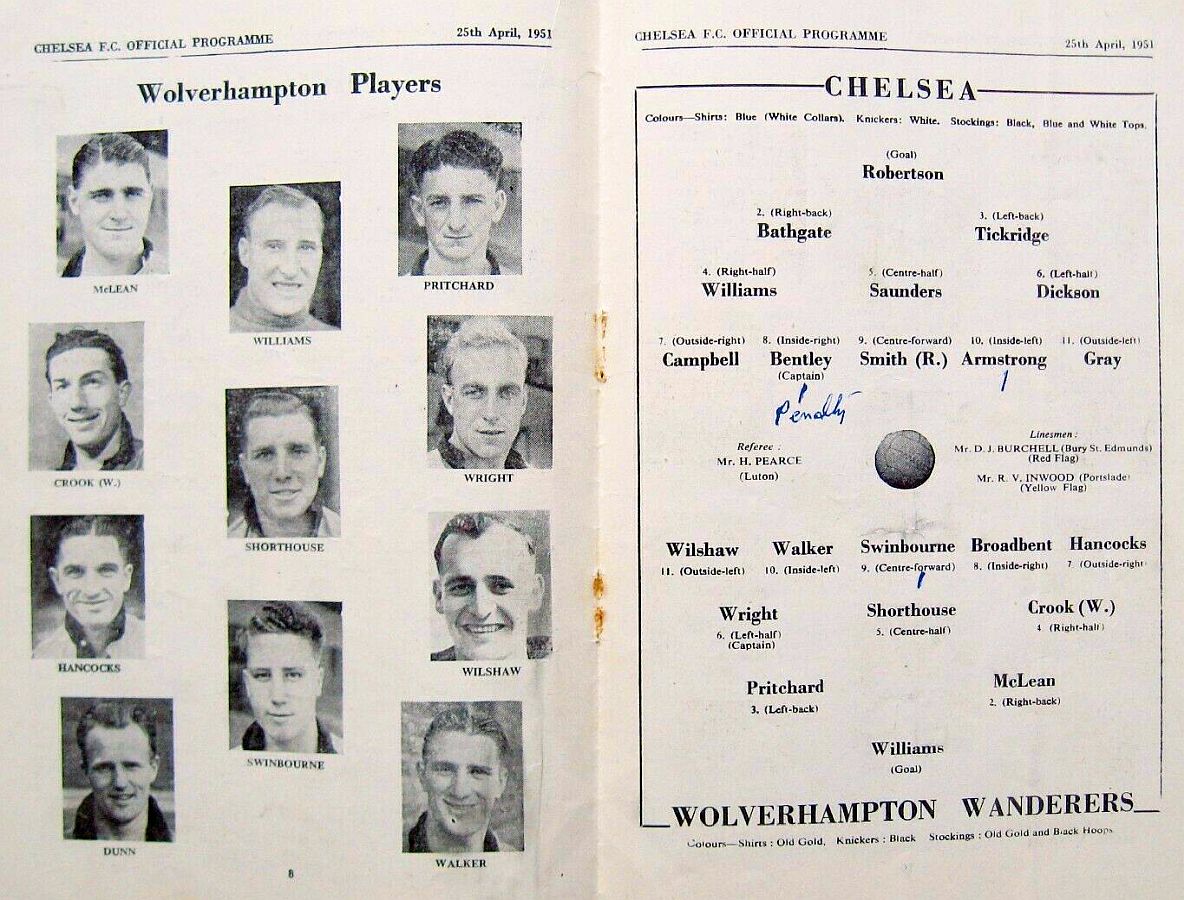 CHELSEA F.C. OFFICIAL PROGRAMME 25th April, 1951
Wolverhampton Players
McLEAN
WILLIAMS
PRITCHARD
CROOK (W.)
SHORTHOUSE
WRIGHT
HANCOCKS
SWINBOURNE
WILSHAW
DUNN
WALKER
8
CHELSEA F.C. OFFICIAL PROGRAMME 25th April, 1951
CHELSEA
Colours—Shirts: Blue (White Collars). Knickers: White. Stockings: Black, Blue and White Tops.
(Goal)
Robertson
2. (Right-back) 3. (Left-back)
Bathgate Tickridge
4. (Right-half) 5. (Centre-half) 6. (Left-half)
Williams Saunders Dickson
7. (Outside-right) 8. (Inside-right) 9. (Centre-forward) 10. (Inside-left) 11. (Outside-left)
Campbell Bentley Smith (R.) Armstrong Gray
(Captain)
1 1
Penalty
Referee :
Mr. H. PEARCE
(Luton)
Linesmen :
Mr. D. J. BURCHELL (Bury St. Edmunds)
(Red Flag)
Mr. R. V. INWOOD (Portslade)
(Yellow Flag)
Wilshaw Walker Swinbourne Broadbent Hancocks
11. (Outside-left) 10. (Inside-left) 9. (Centre-forward) 8. (Inside-right) 7. (Outside-right)
1
Wright Shorthouse Crook (W.)
6. (Left-half) 5. (Centre-half) 4. (Right-half)
(Captain)
Pritchard McLean
3. (Left-back) 2. (Right-back)
Williams
(Goal)
WOLVERHAMPTON WANDERERS
Colours—Shirts : Old Gold, Knickers : Black Stockings : Old Gold and Black Hoops.